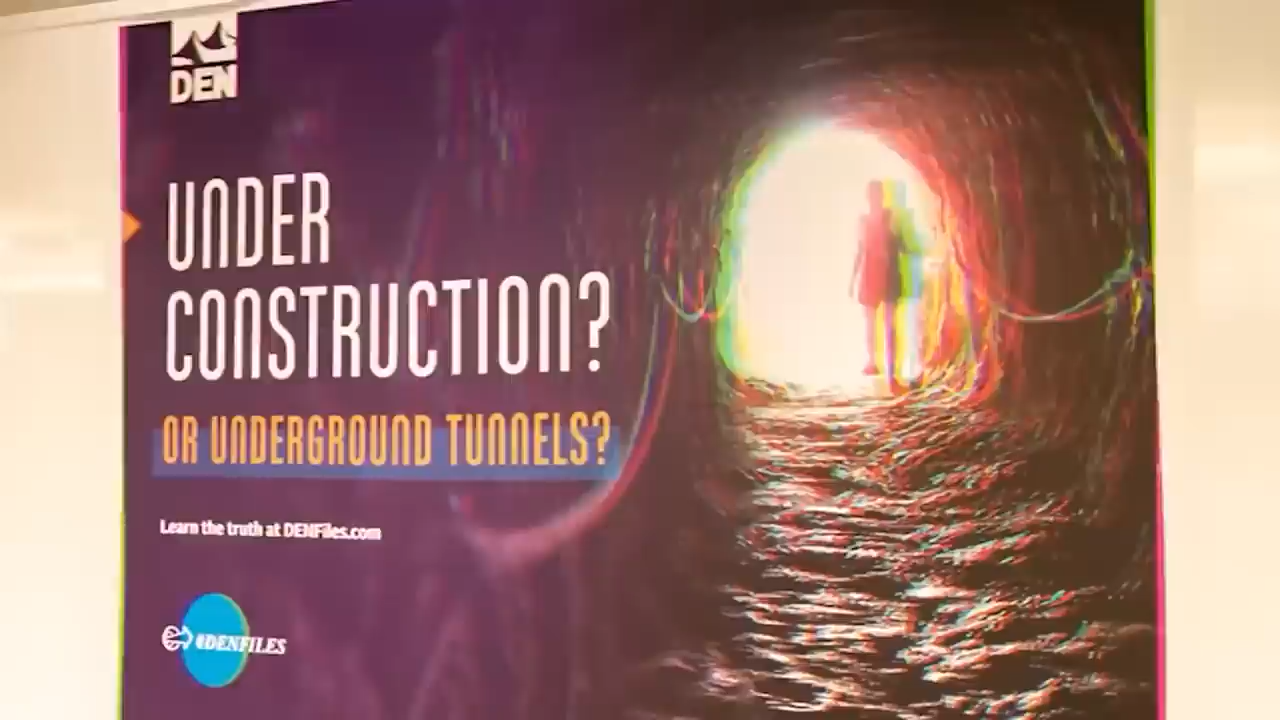 DEN
UNDER
CONSTRUCTION?
OR UNDERGROUND TUNNELS?
Learn the truth at DENFiles.com
#DENFILES